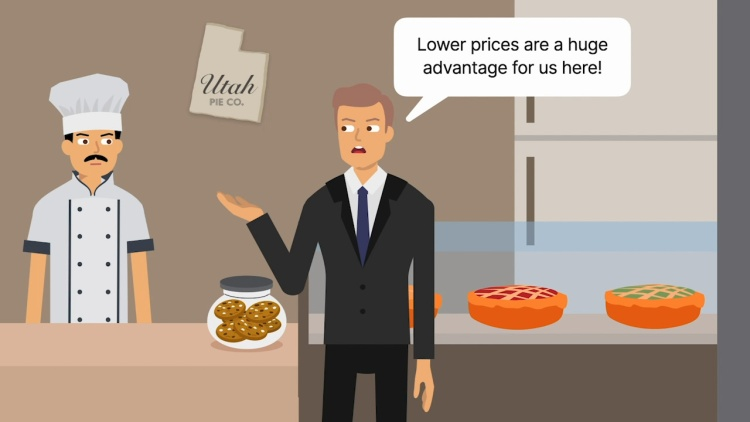 Lower prices are a huge
advantage for us here!
Utah
PIE CO.